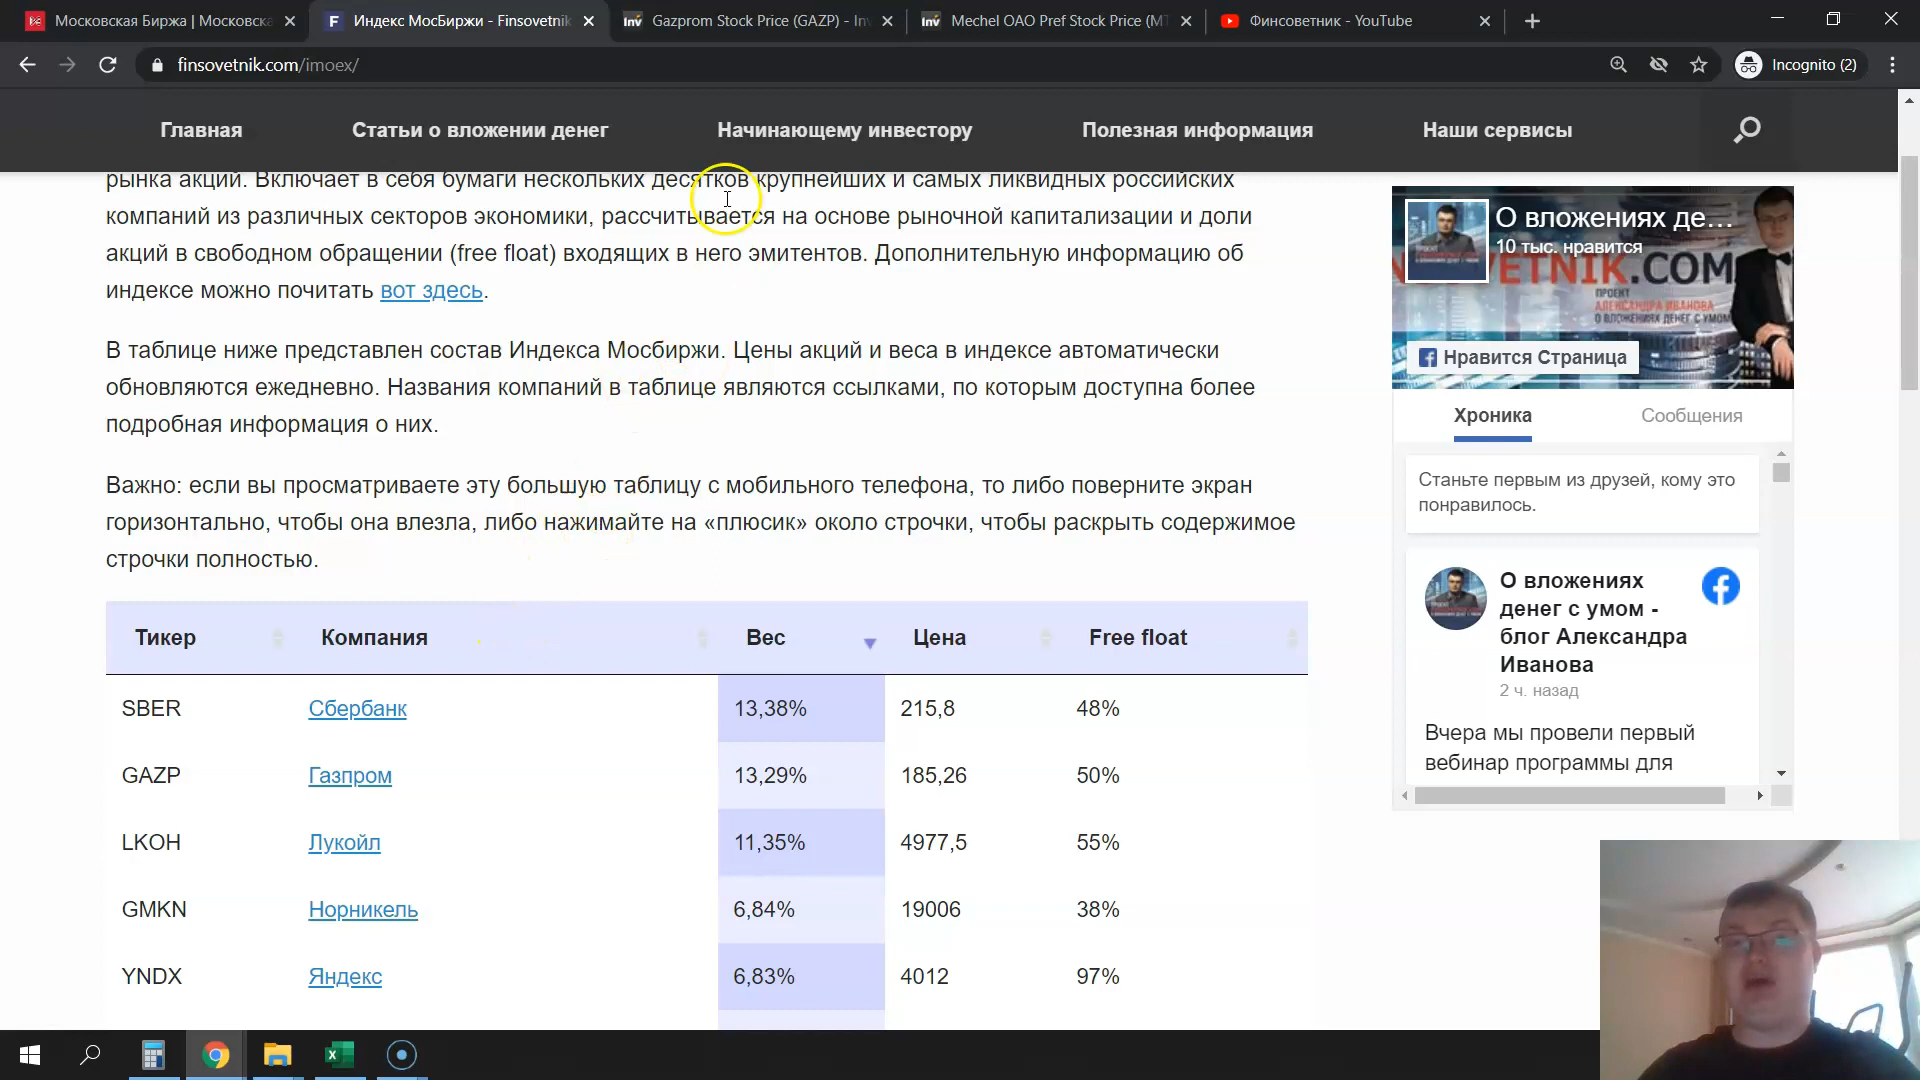 Московская Биржа | Московска
Индекс МосБиржи - Finsovetnik
Gazprom Stock Price (GAZP) - Inv
Mechel OAO Pref Stock Price (MT
Финсоветник - YouTube
finsovetnik.com/imoex/
Incognito (2)
Главная
Статьи о вложении денег
Начинающему инвестору
Полезная информация
Наши сервисы
рынка акций. Включает в себя бумаги нескольких десятков крупнейших и самых ликвидных российских
компаний из различных секторов экономики, рассчитывается на основе рыночной капитализации и доли
акций в свободном обращении (free float) входящих в него эмитентов. Дополнительную информацию об
индексе можно почитать вот здесь.
В таблице ниже представлен состав Индекса Мосбиржи. Цены акций и веса в индексе автоматически
обновляются ежедневно. Названия компаний в таблице являются ссылками, по которым доступна более
подробная информация о них.
Важно: если вы просматриваете эту большую таблицу с мобильного телефона, то либо поверните экран
горизонтально, чтобы она влезла, либо нажимайте на «плюсик» около строчки, чтобы раскрыть содержимое
строчки полностью.
Тикер Компания Вес Цена Free float
SBER Сбербанк 13,38% 215,8 48%
GAZP Газпром 13,29% 185,26 50%
LKOH Лукойл 11,35% 4977,5 55%
GMKN Норникель 6,84% 19006 38%
YNDX Яндекс 6,83% 4012 97%
О вложениях де...
10 тыс. нравится
VETNIK.COM
ПРОЕКТ
АЛЕКСАНДРА ИВАНОВА
О ВЛОЖЕНИЯХ ДЕНЕГ С УМОМ
Нравится Страница
Хроника
Сообщения
Станьте первым из друзей, кому это
понравилось.
О вложениях
денег с умом -
блог Александра
Иванова
2 ч. назад
Вчера мы провели первый
вебинар программы для